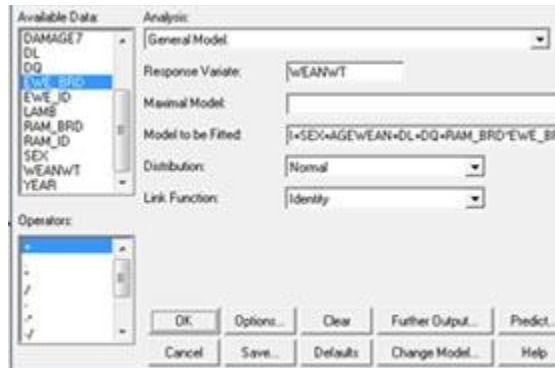 Available Data:
DAMAGE7
DL
DQ
EWE_BRD
EWE_ID
LAMB
RAM_BRD
RAM_ID
SEX
WEANWT
YEAR
Operators:
Analysis:
General Model
Response Variate: WEANWT
Maximal Model:
Model to be Fitted: +SEX+AGEWEAN+DL+DQ+RAM_BRD*EWE_BR
Distribution: Normal
Link Function: Identity
OK Options... Clear Further Output... Predict...
Cancel Save... Defaults Change Model... Help